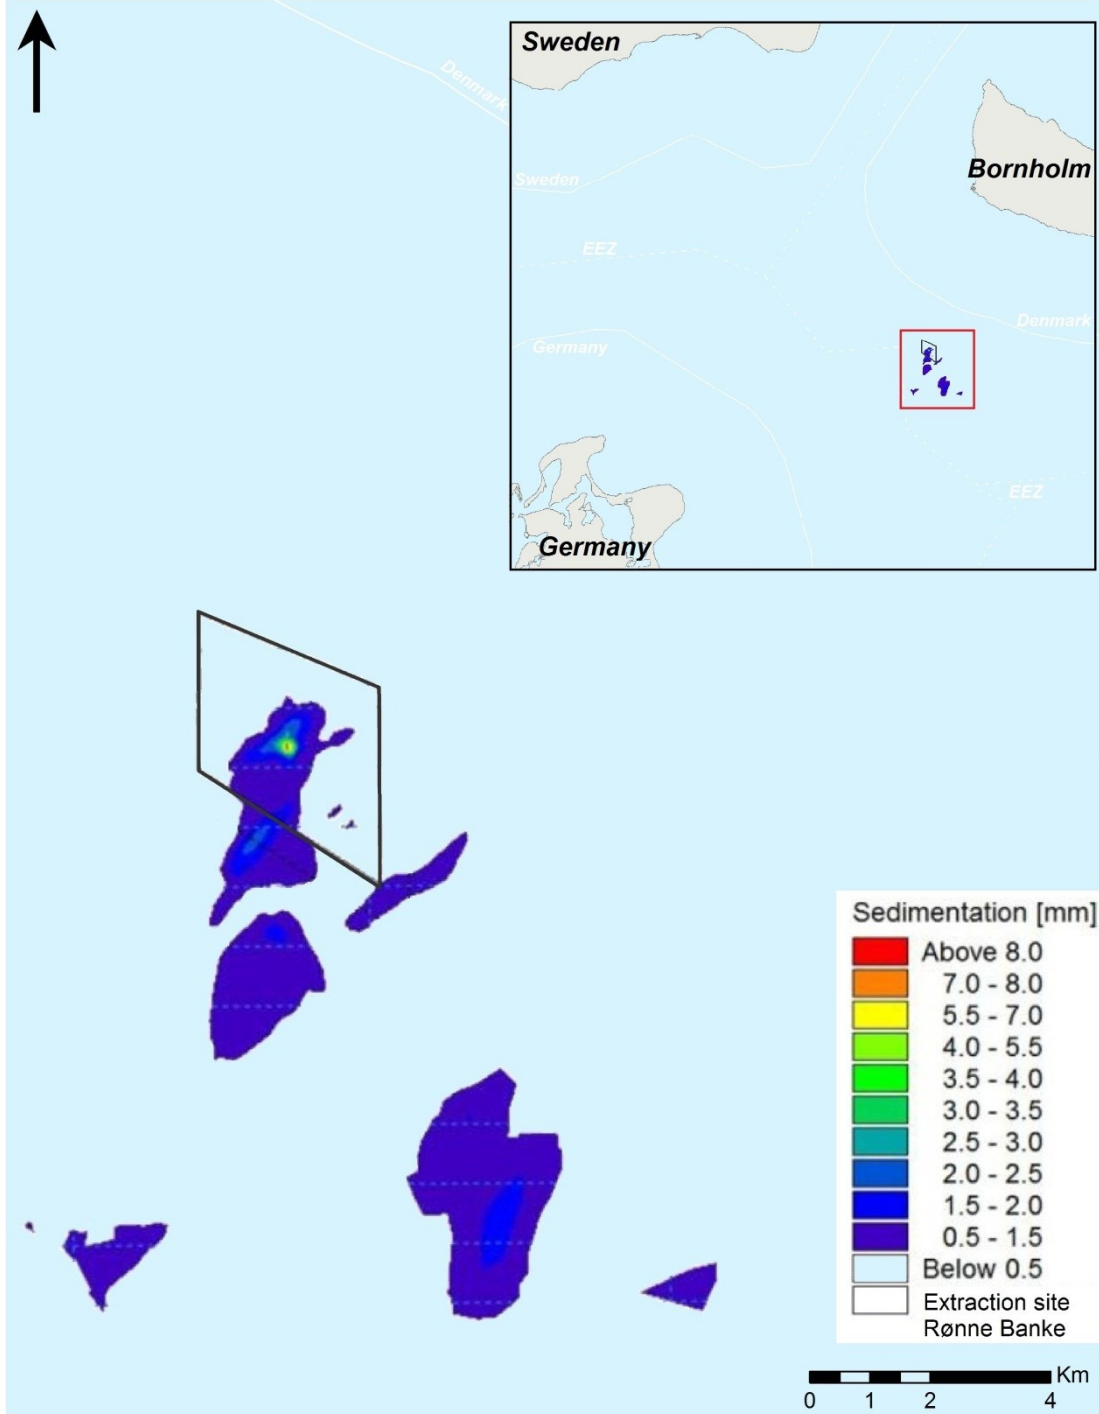 Denmark
Sweden
Bornholm
Sweden
EEZ
Denmark
Germany
EEZ
Germany
Sedimentation [mm]
Above 8.0
7.0 - 8.0
5.5 - 7.0
4.0 - 5.5
3.5 - 4.0
3.0 - 3.5
2.5 - 3.0
2.0 - 2.5
1.5 - 2.0
0.5 - 1.5
Below 0.5
Extraction site
Rønne Banke
Km
0 1 2 4